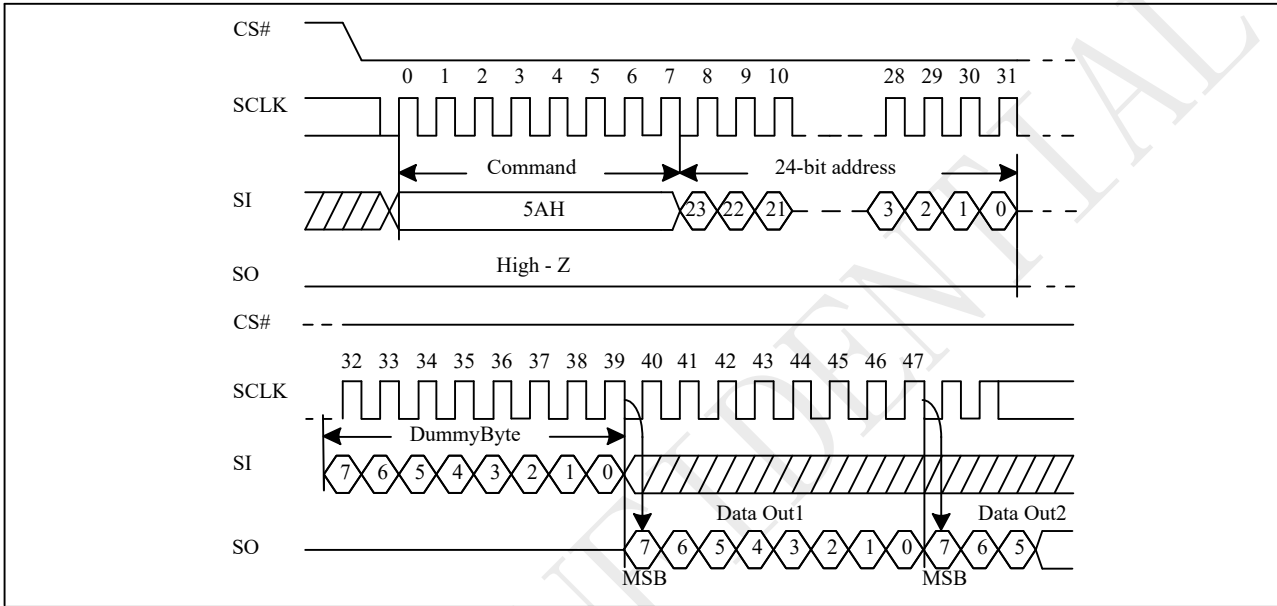 CS#
0 1 2 3 4 5 6 7 8 9 10 28 29 30 31
SCLK
Command 24-bit address
SI 5AH 23 22 21 3 2 1 0
High - Z
SO
CS#
32 33 34 35 36 37 38 39 40 41 42 43 44 45 46 47
SCLK
DummyByte
SI 7 6 5 4 3 2 1 0
Data Out1 Data Out2
SO 7 6 5 4 3 2 1 0 7 6 5
MSB MSB
FIDENTIAL